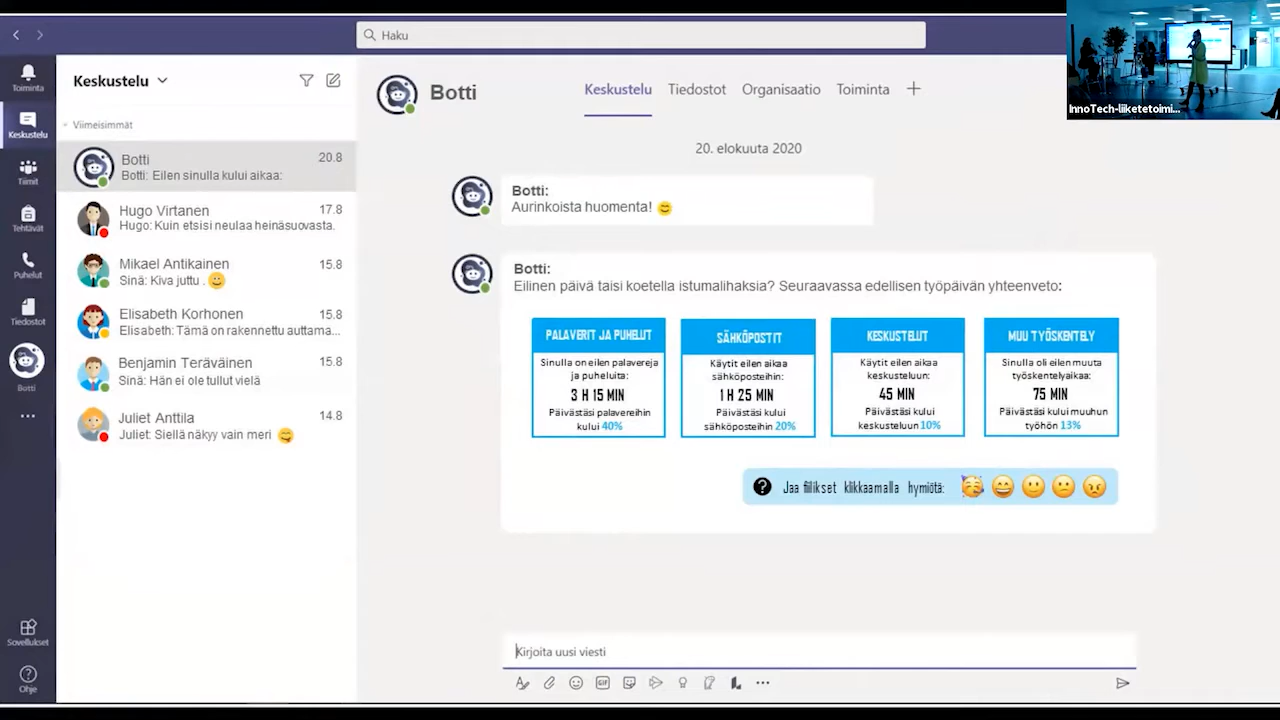 Haku
InnoTech-liiketetoimi...
Toiminta
Keskustelu
Tiimit
Tehtävät
Puhelut
Tiedostot
Botti
Sovellukset
Ohje
Keskustelu
Viimeisimmät
Botti 20.8
Botti: Eilen sinulla kului aikaa:
Hugo Virtanen 17.8
Hugo: Kuin etsisi neulaa heinäsuovasta.
Mikael Antikainen 15.8
Sinä: Kiva juttu . 😊
Elisabeth Korhonen 15.8
Elisabeth: Tämä on rakennettu auttama...
Benjamin Teräväinen 15.8
Sinä: Hän ei ole tullut vielä
Juliet Anttila 14.8
Juliet: Siellä näkyy vain meri 😋
Botti
Keskustelu Tiedostot Organisaatio Toiminta +
20. elokuuta 2020
Botti:
Aurinkoista huomenta! 😊
Botti:
Eilinen päivä taisi koetella istumalihaksia? Seuraavassa edellisen työpäivän yhteenveto:
PALAVERIT JA PUHELUT
Sinulla on eilen palavereja
ja puheluita:
3 H 15 MIN
Päivästäsi palavereihin
kului 40%
SÄHKÖPOSTIT
Käytit eilen aikaa
sähköposteihin:
1 H 25 MIN
Päivästäsi kului
sähköposteihin 20%
KESKUSTELUT
Käytit eilen aikaa
keskusteluun:
45 MIN
Päivästäsi kului
keskusteluun 10%
MUU TYÖSKENTELY
Sinulla oli eilen muuta
työskentelyaikaa:
75 MIN
Päivästäsi kului muuhun
työhön 13%
? Jaa fiilikset klikkaamalla hymiötä: 🥳 😄 🙂 😕 😠
Kirjoita uusi viesti
GIF